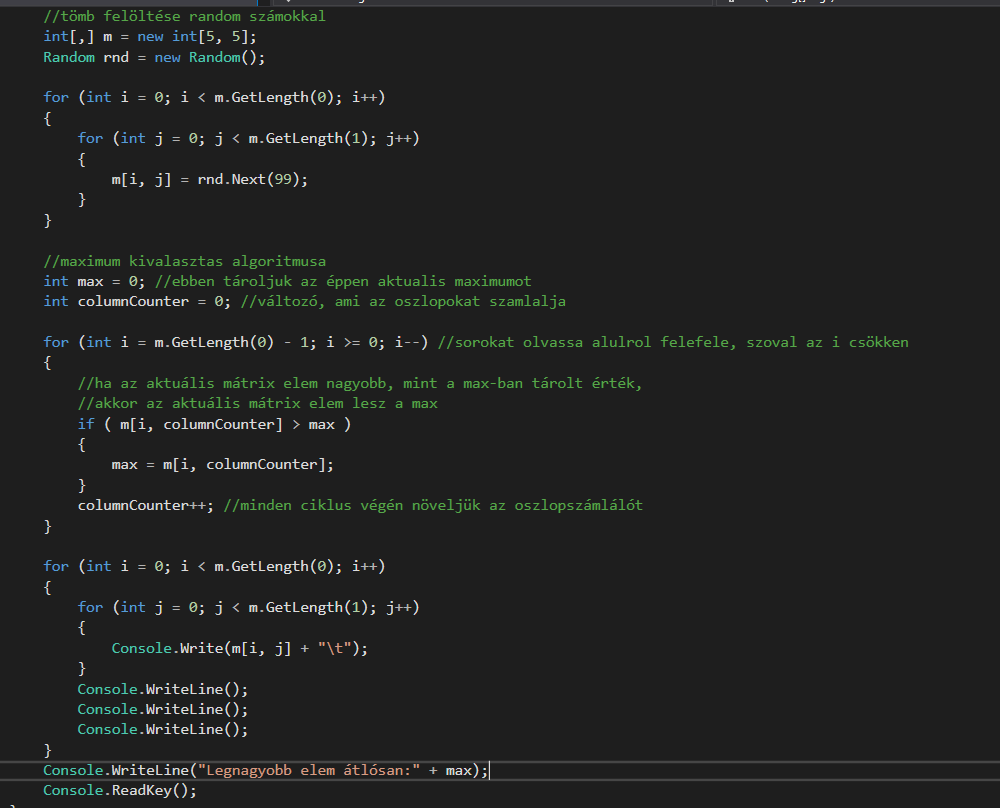 //tömb felöltése random számokkal
int[,] m = new int[5, 5];
Random rnd = new Random();
for (int i = 0; i < m.GetLength(0); i++)
{
for (int j = 0; j < m.GetLength(1); j++)
{
m[i, j] = rnd.Next(99);
}
}
//maximum kivalasztas algoritmusa
int max = 0; //ebben tároljuk az éppen aktualis maximumot
int columnCounter = 0; //változó, ami az oszlopokat szamlalja
for (int i = m.GetLength(0) - 1; i >= 0; i--) //sorokat olvassa alulrol felefele, szoval az i csökken
{
//ha az aktuális mátrix elem nagyobb, mint a max-ban tárolt érték,
//akkor az aktuális mátrix elem lesz a max
if ( m[i, columnCounter] > max )
{
max = m[i, columnCounter];
}
columnCounter++; //minden ciklus végén növeljük az oszlopszámlálót
}
for (int i = 0; i < m.GetLength(0); i++)
{
for (int j = 0; j < m.GetLength(1); j++)
{
Console.Write(m[i, j] + "\t");
}
Console.WriteLine();
Console.WriteLine();
Console.WriteLine();
}
Console.WriteLine("Legnagyobb elem átlósan:" + max);
Console.ReadKey();